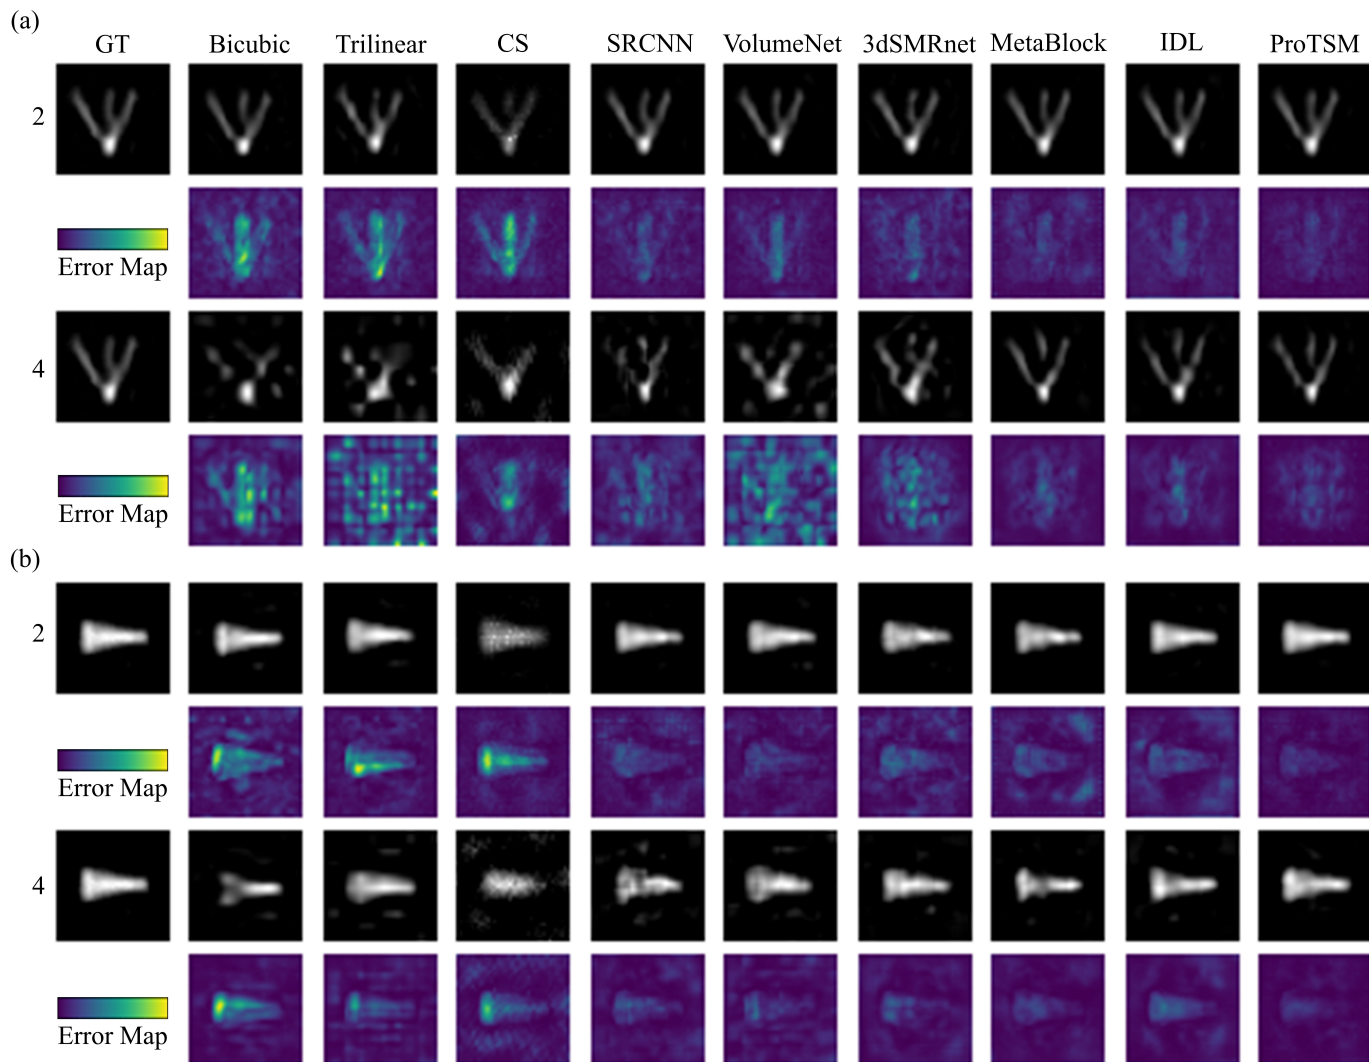 (a)
GT Bicubic Trilinear CS SRCNN VolumeNet 3dSMRnet MetaBlock IDL ProTSM
2
Error Map
4
Error Map
(b)
2
Error Map
4
Error Map